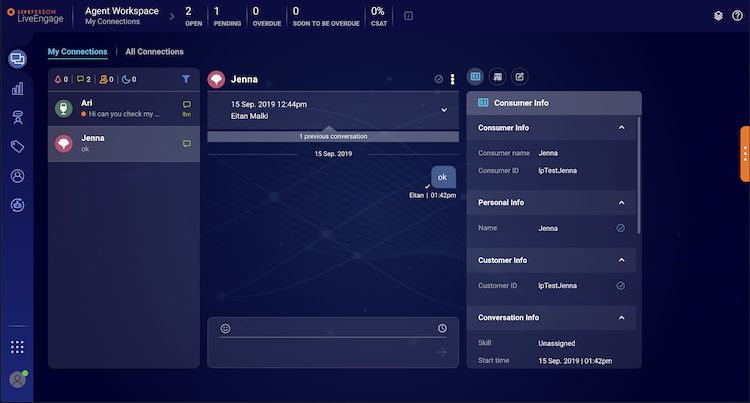 LIVEPERSON
LiveEngage
Agent Workspace
My Connections
2
OPEN
1
PENDING
0
OVERDUE
0
SOON TO BE OVERDUE
0%
CSAT
My Connections
All Connections
0 2 0 0
Ari
Hi can you check my ...
8m
Jenna
ok
Jenna
15 Sep. 2019 12:44pm
Eitan Malki
1 previous conversation
15 Sep. 2019
ok
Eitan | 01:42pm
Consumer Info
Consumer Info
Consumer name Jenna
Consumer ID lpTestJenna
Personal Info
Name Jenna
Customer Info
Customer ID lpTestJenna
Conversation Info
Skill Unassigned
Start time 15 Sep. 2019 | 01:42pm